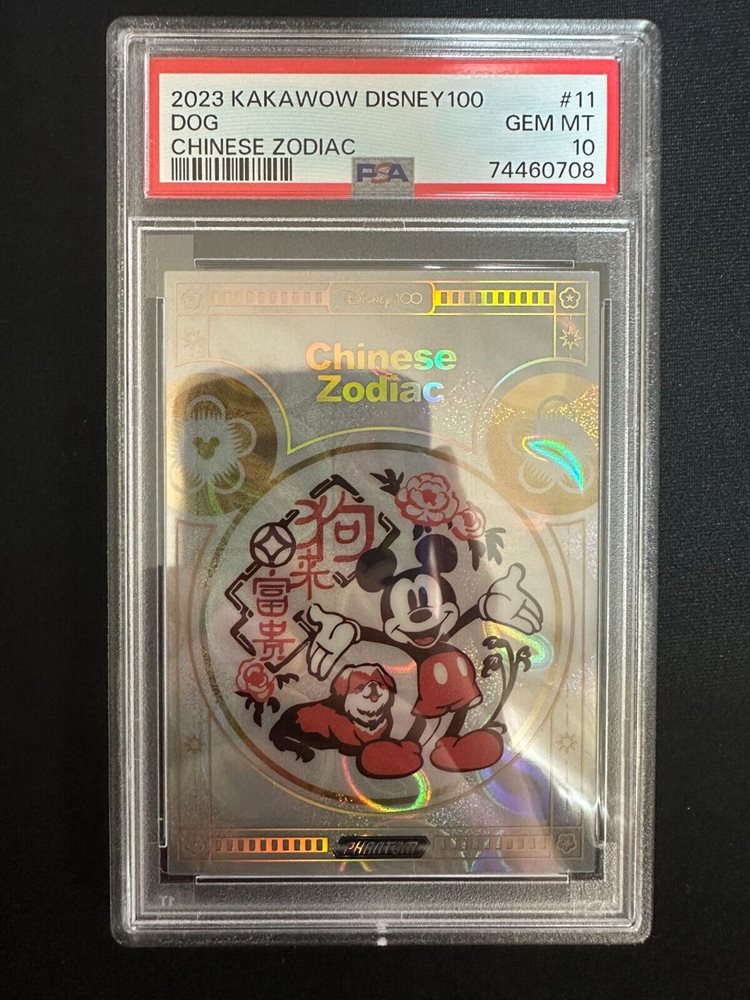 2023 KAKAWOW DISNEY100 #11
DOG GEM MT
CHINESE ZODIAC 10
PSA 74460708
Disney100
Chinese
Zodiac
狗来
富贵
PHANTOM